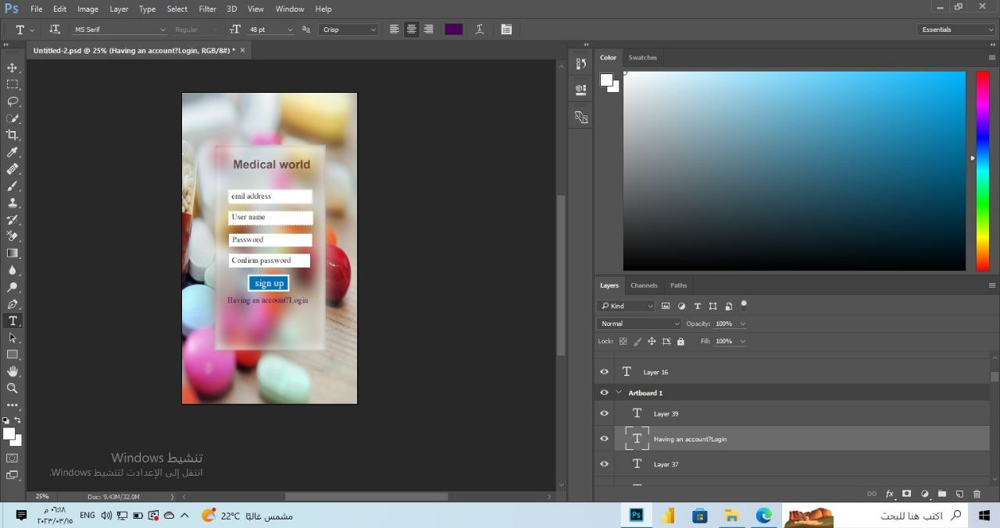 Ps File Edit Image Layer Type Select Filter 3D View Window Help
T MS Serif Regular 48 pt Crisp Essentials
Untitled-2.psd @ 25% (Having an account?Login, RGB/8#) * ×
Color Swatches
Medical world
emil address
User name
Password
Confirm password
sign up
Having an account?Login
Layers Channels Paths
Kind
Normal Opacity: 100%
Lock: Fill: 100%
Layer 16
Artboard 1
Layer 39
Having an account?Login
Layer 37
تنشيط Windows
انتقل إلى الإعدادت لتنشيط Windows.
25% Doc: 9.43M/32.0M
٠٦:١٨ م
٢٠٢٣/٠٣/١٥
ENG
22°C مشمس غالبًا
Ps
اكتب هنا للبحث